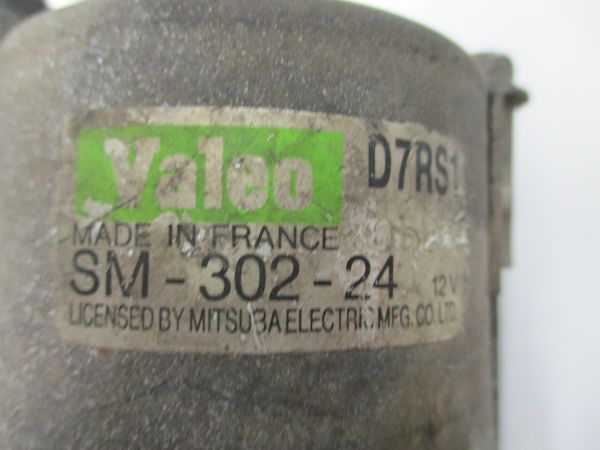 Valeo D7RS1
MADE IN FRANCE
SM-302-24 12V
LICENSED BY MITSUBA ELECTRIC MFG. CO. LTD.